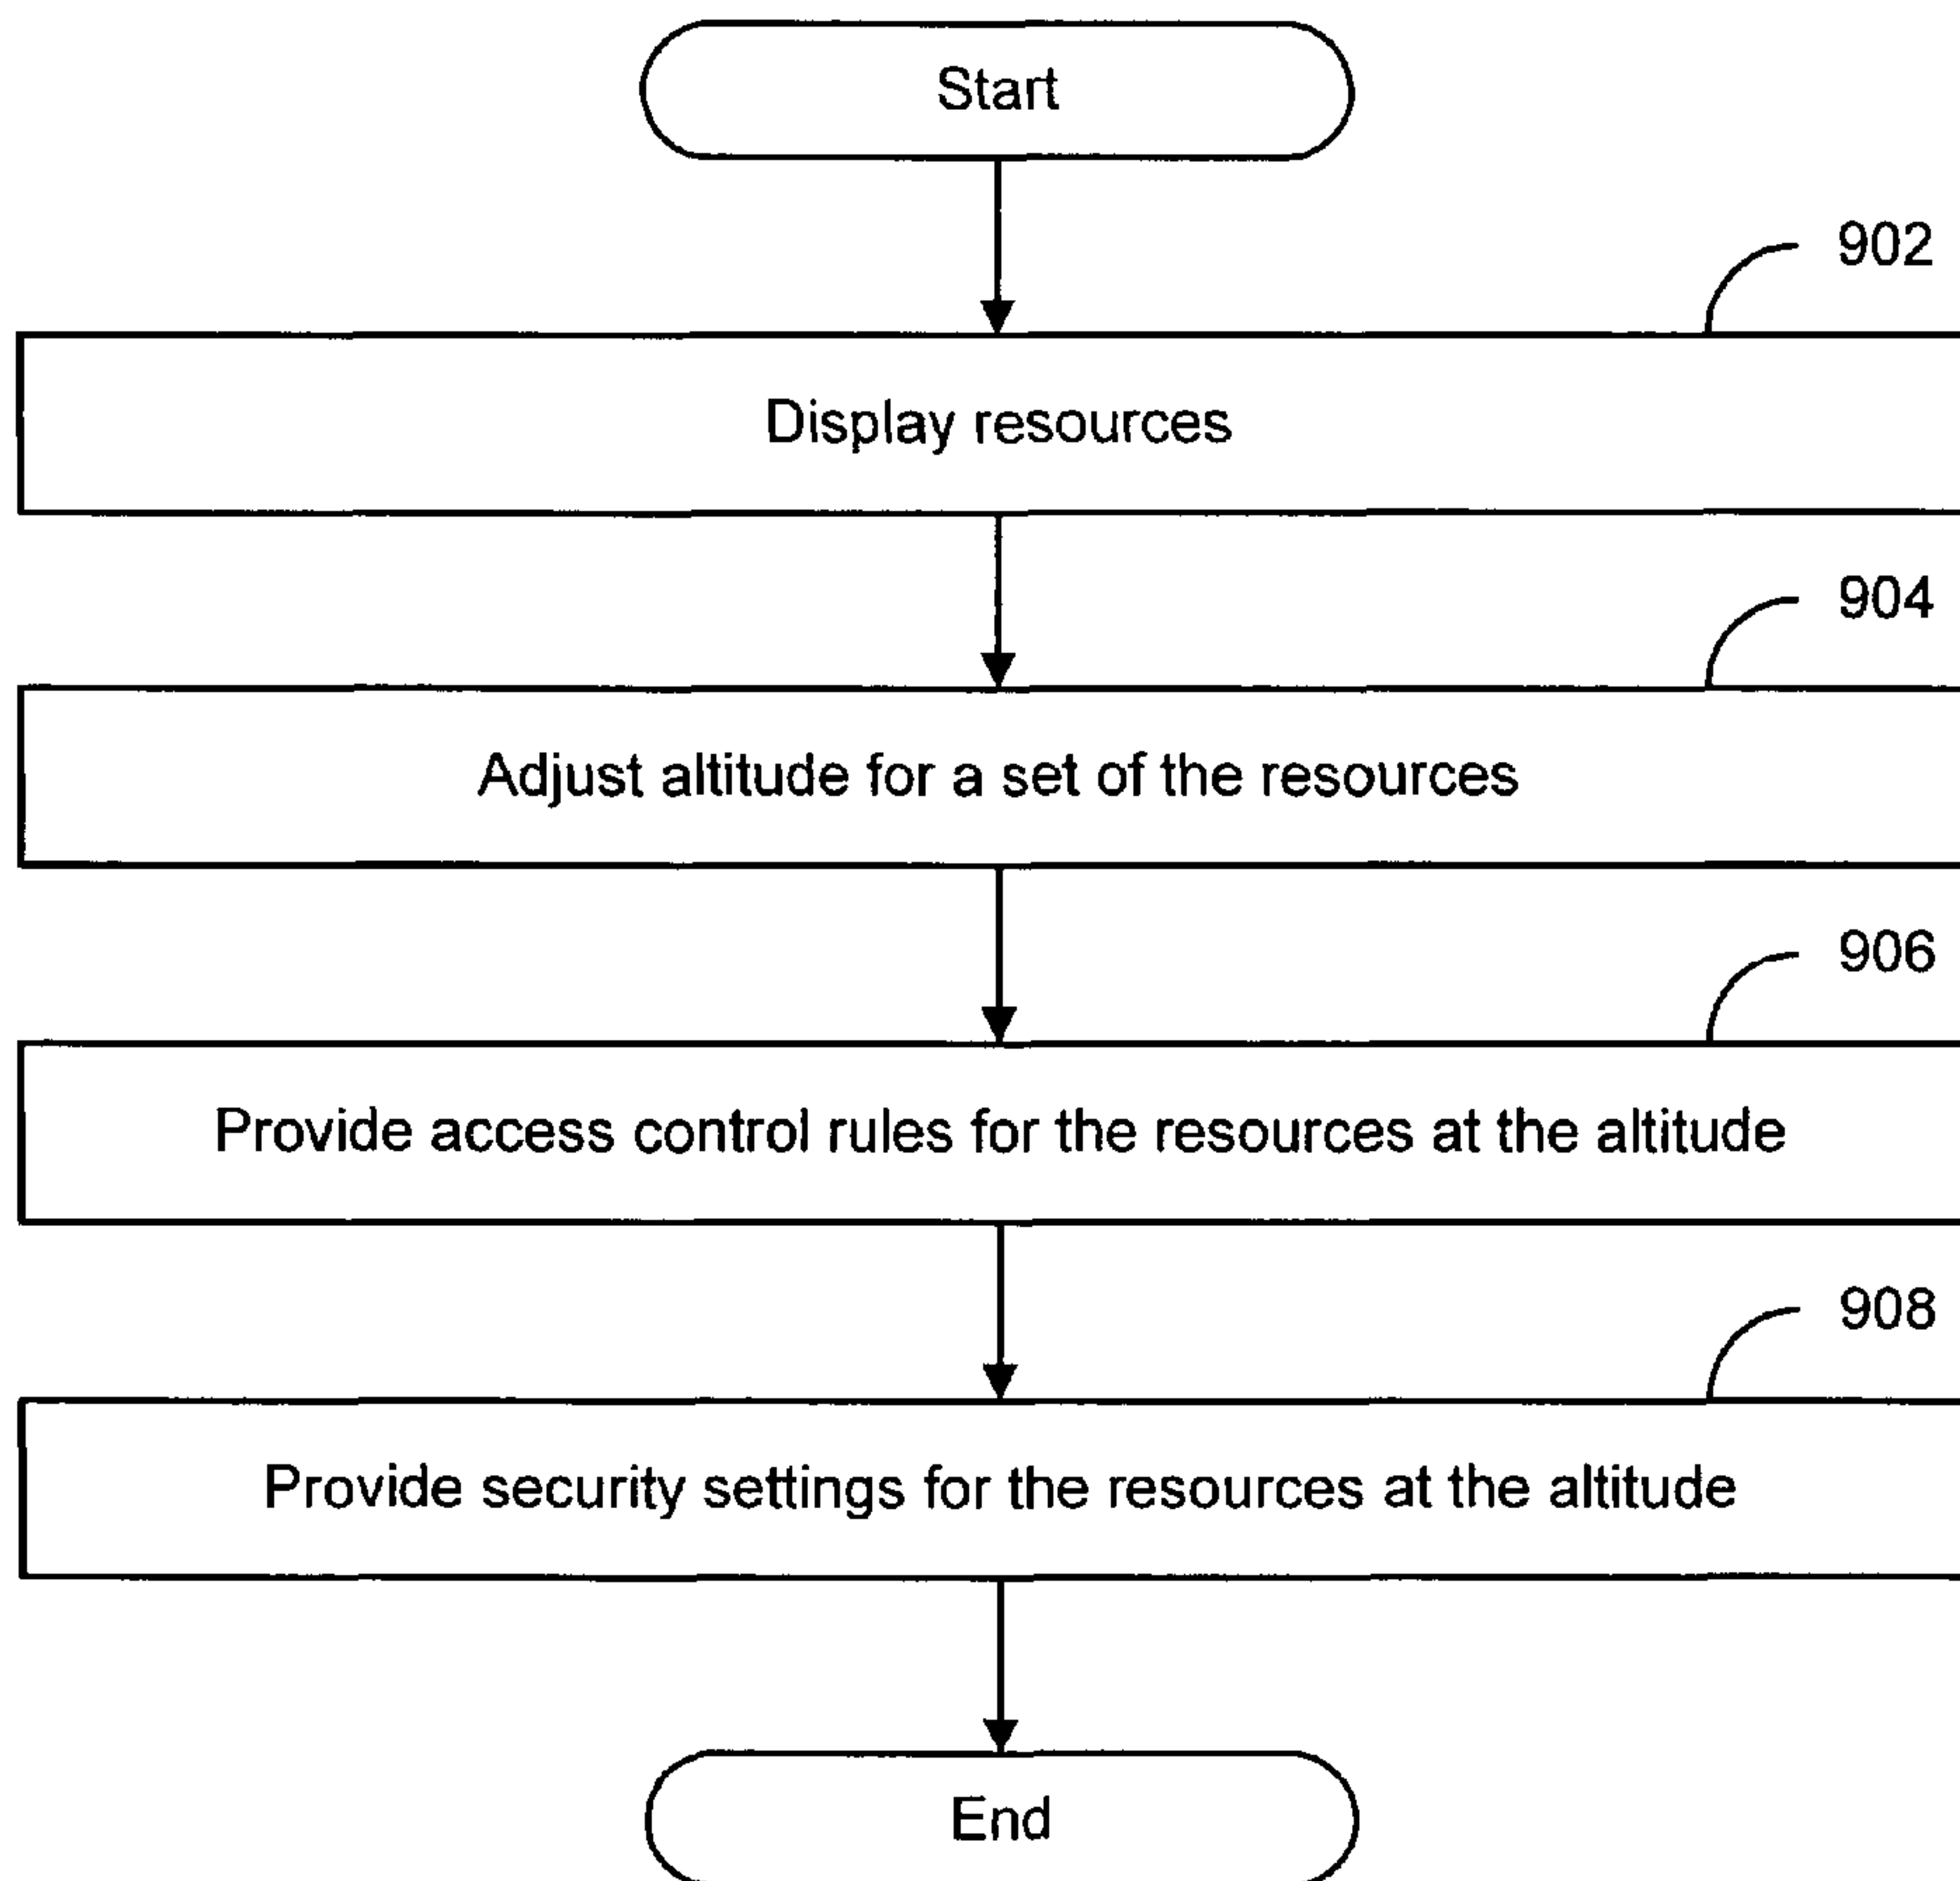 Start
902
Display resources
904
Adjust altitude for a set of the resources
906
Provide access control rules for the resources at the altitude
908
Provide security settings for the resources at the altitude
End